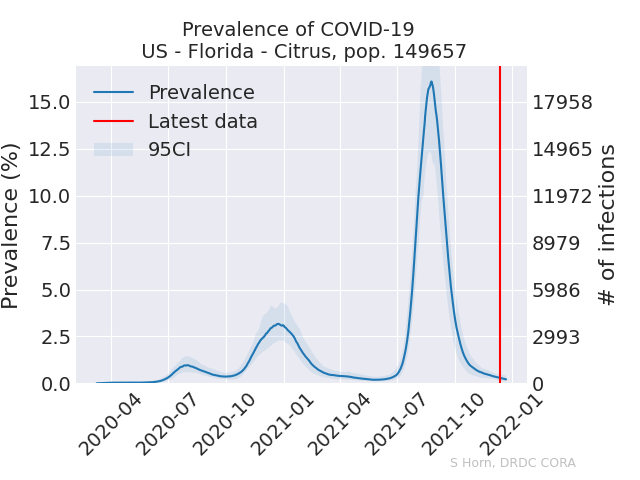 Prevalence of COVID-19
US - Florida - Citrus, pop. 149657
Prevalence
Latest data
95CI
Prevalence (%)
15.0
12.5
10.0
7.5
5.0
2.5
0.0
17958
14965
11972
8979
5986
2993
0
# of infections
2020-04
2020-07
2020-10
2021-01
2021-04
2021-07
2021-10
2022-01
S Horn, DRDC CORA